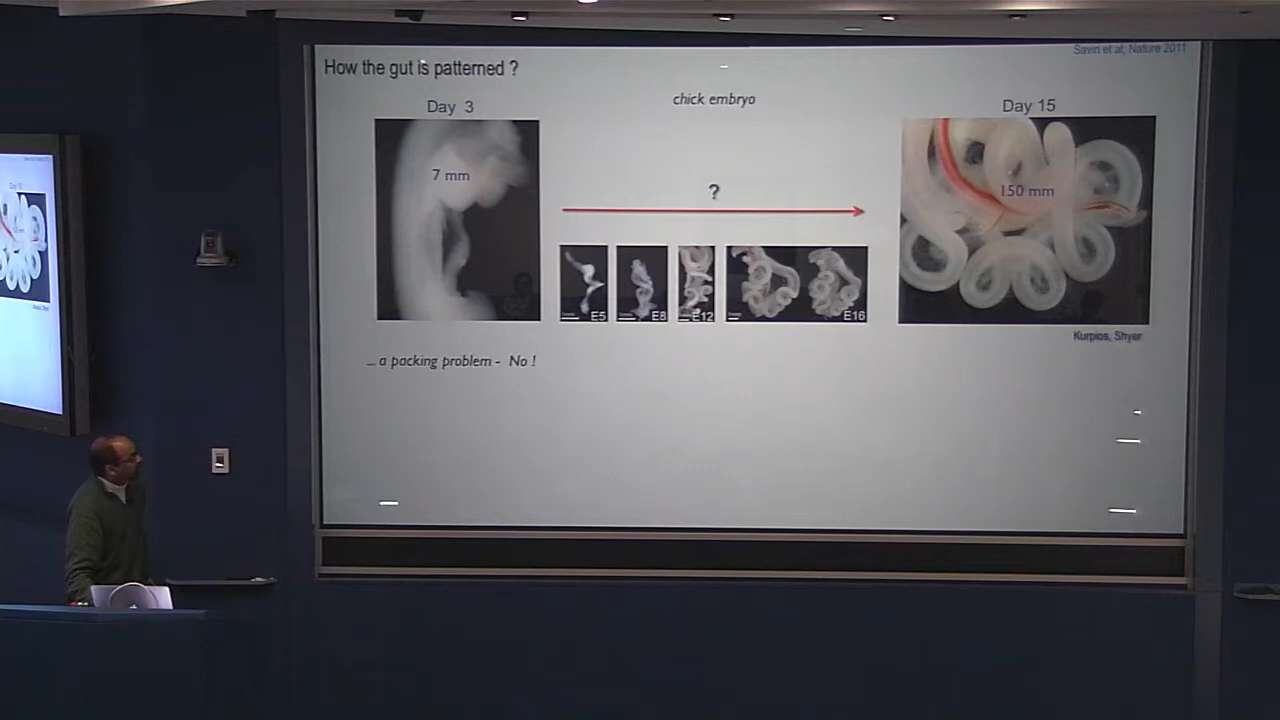 Savin et al; Nature 2011
How the gut is patterned ?
chick embryo
Day 3
Day 15
7 mm
150 mm
?
E5
E8
E12
E16
Kurpios, Shyer
... a packing problem - No !